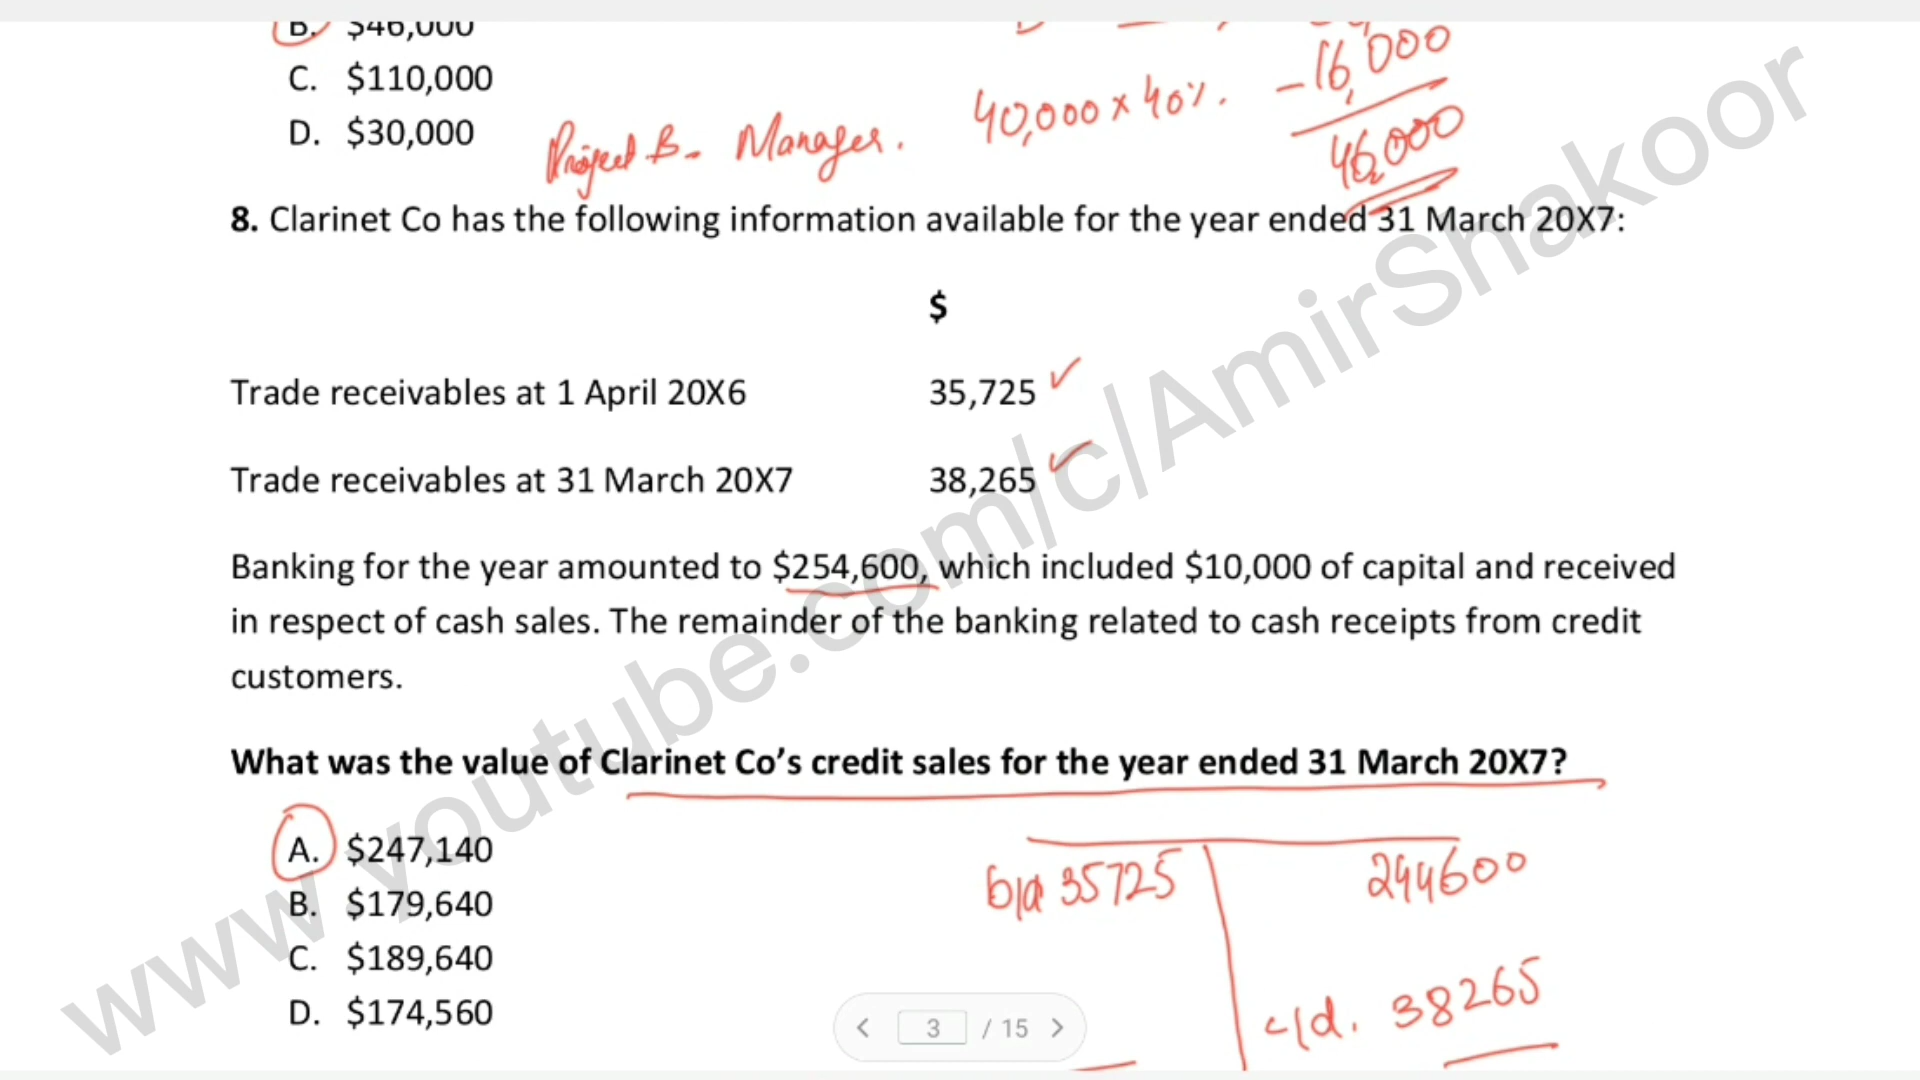 B. $46,000
C. $110,000
D. $30,000
Project B - Manager.
40,000 x 40%.
- 16,000
46,000
8. Clarinet Co has the following information available for the year ended 31 March 20X7:
$
Trade receivables at 1 April 20X6 35,725
Trade receivables at 31 March 20X7 38,265
Banking for the year amounted to $254,600, which included $10,000 of capital and received
in respect of cash sales. The remainder of the banking related to cash receipts from credit
customers.
What was the value of Clarinet Co's credit sales for the year ended 31 March 20X7?
A. $247,140
B. $179,640
C. $189,640
D. $174,560
b/d 35725
244600
c/d. 38265
3 / 15
www.youtube.com/c/AmirShakoor